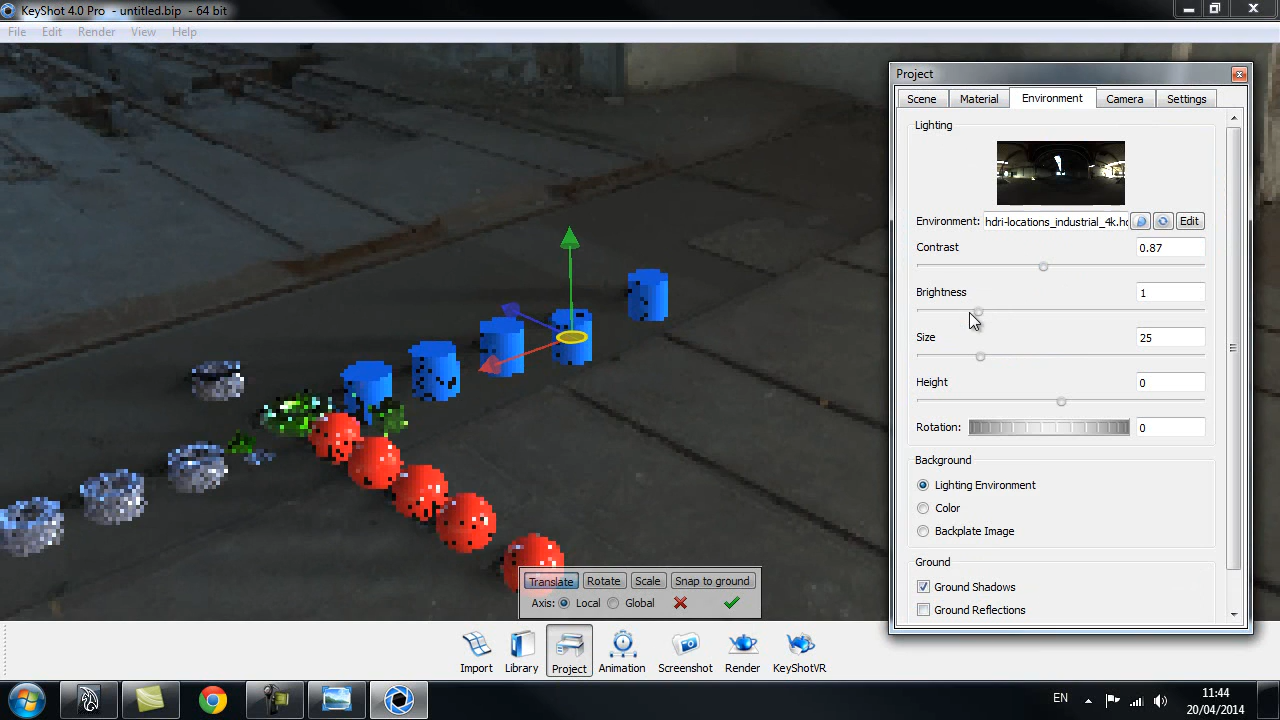 KeyShot 4.0 Pro - untitled.bip - 64 bit
File Edit Render View Help
Project
Scene Material Environment Camera Settings
Lighting
Environment: hdri-locations_industrial_4k.hc Edit
Contrast 0.87
Brightness 1
Size 25
Height 0
Rotation: 0
Background
Lighting Environment
Color
Backplate Image
Ground
Ground Shadows
Ground Reflections
Translate Rotate Scale Snap to ground
Axis: Local Global
Import Library Project Animation Screenshot Render KeyShotVR
EN
11:44
20/04/2014